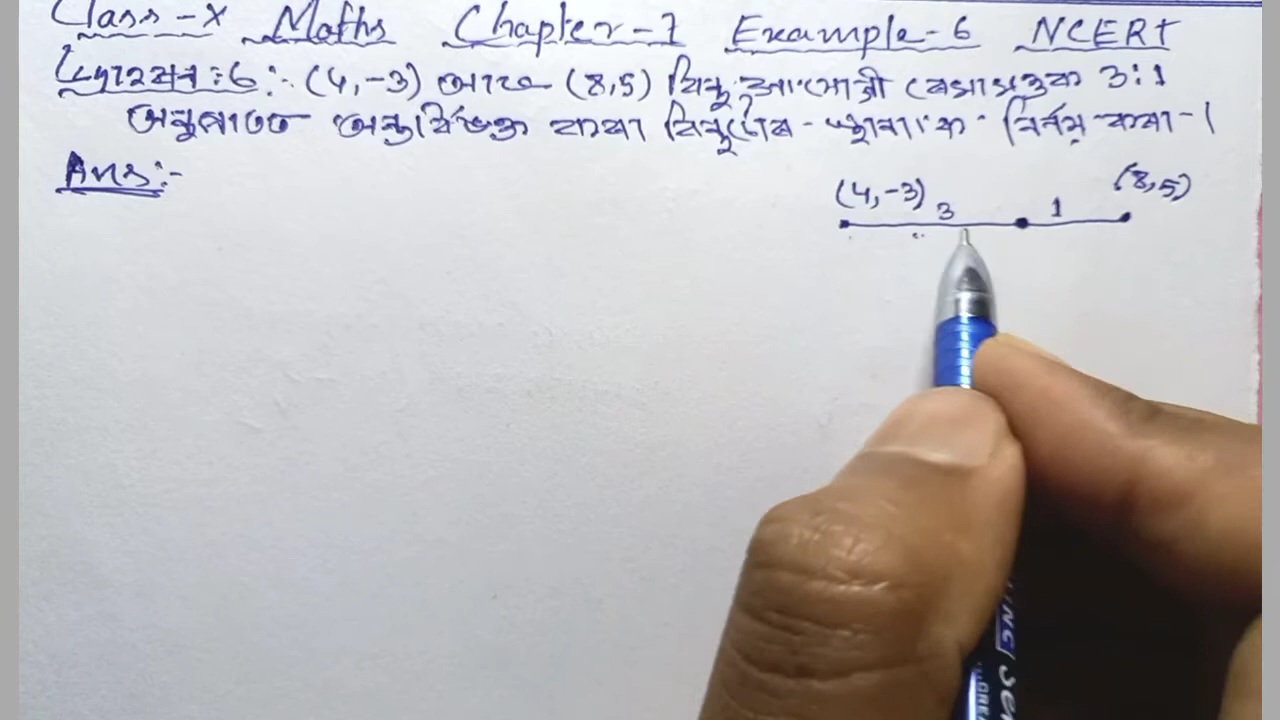 Class-X Maths Chapter-7 Example-6 NCERT
উদাহৰণ:6:- (4,-3) আৰু (8,5) বিন্দু সংযোগী ৰেখাখণ্ডক 3:1
অনুপাতত অন্তৰ্বিভক্ত কৰা বিন্দুটোৰ স্থানাংক নিৰ্ণয় কৰা।
Ans:-
(4,-3) 3 1 (8,5)